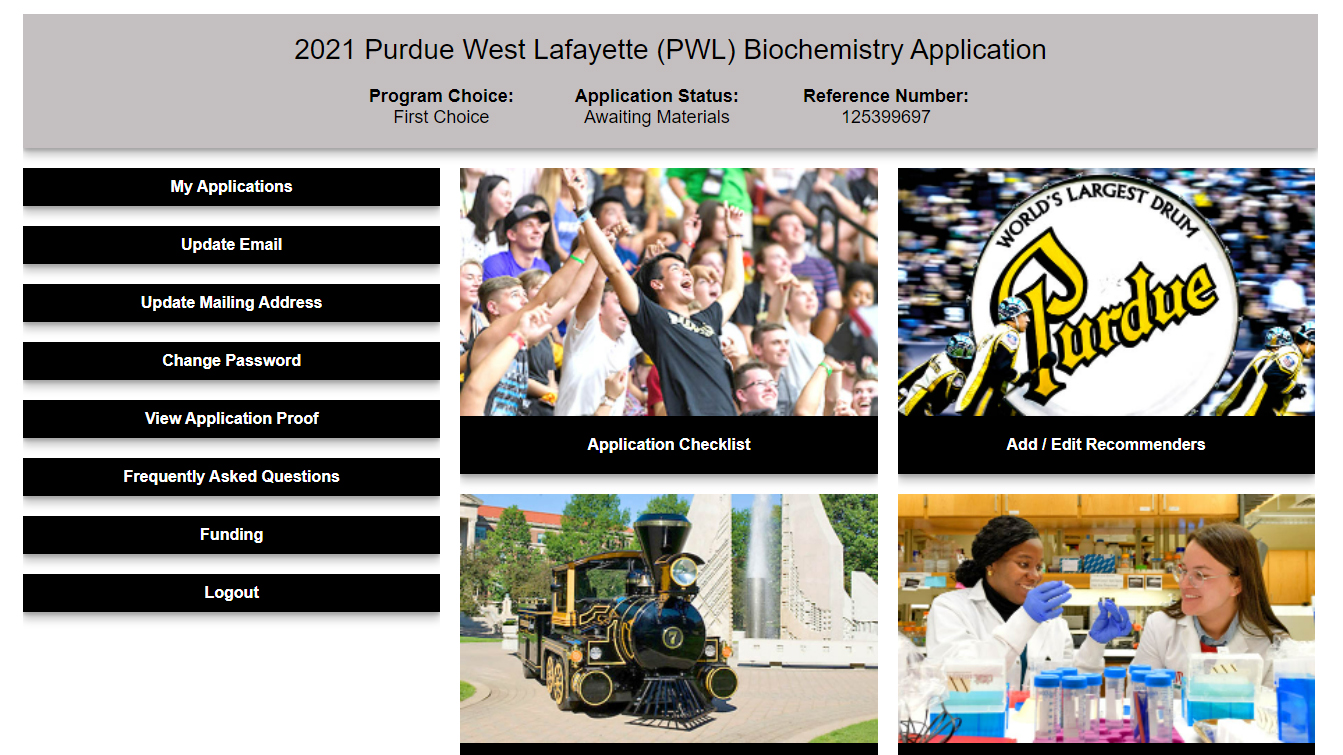 2021 Purdue West Lafayette (PWL) Biochemistry Application
Program Choice:
First Choice
Application Status:
Awaiting Materials
Reference Number:
125399697
My Applications
Update Email
Update Mailing Address
Change Password
View Application Proof
Frequently Asked Questions
Funding
Logout
Application Checklist
WORLD'S LARGEST DRUM
Purdue
Add / Edit Recommenders
7